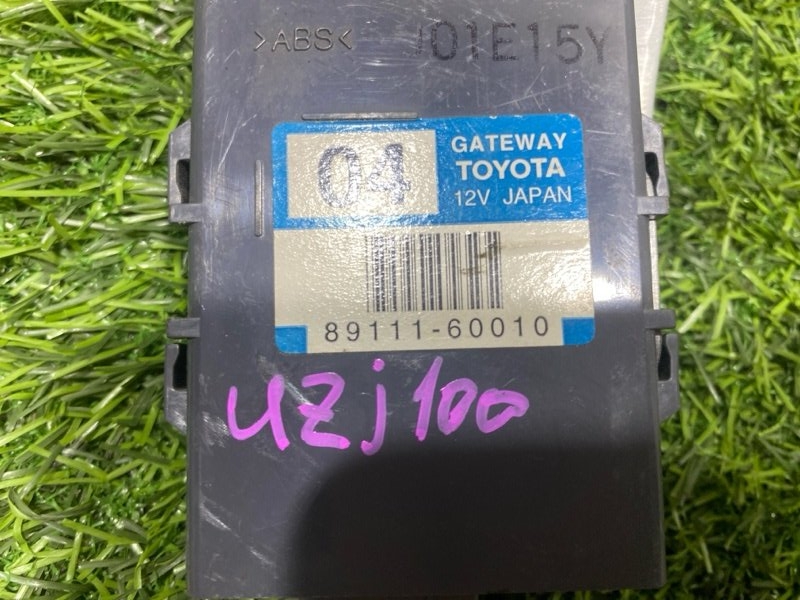 >ABS<
J01E15Y
04
GATEWAY
TOYOTA
12V JAPAN
89111-60010
uzj100